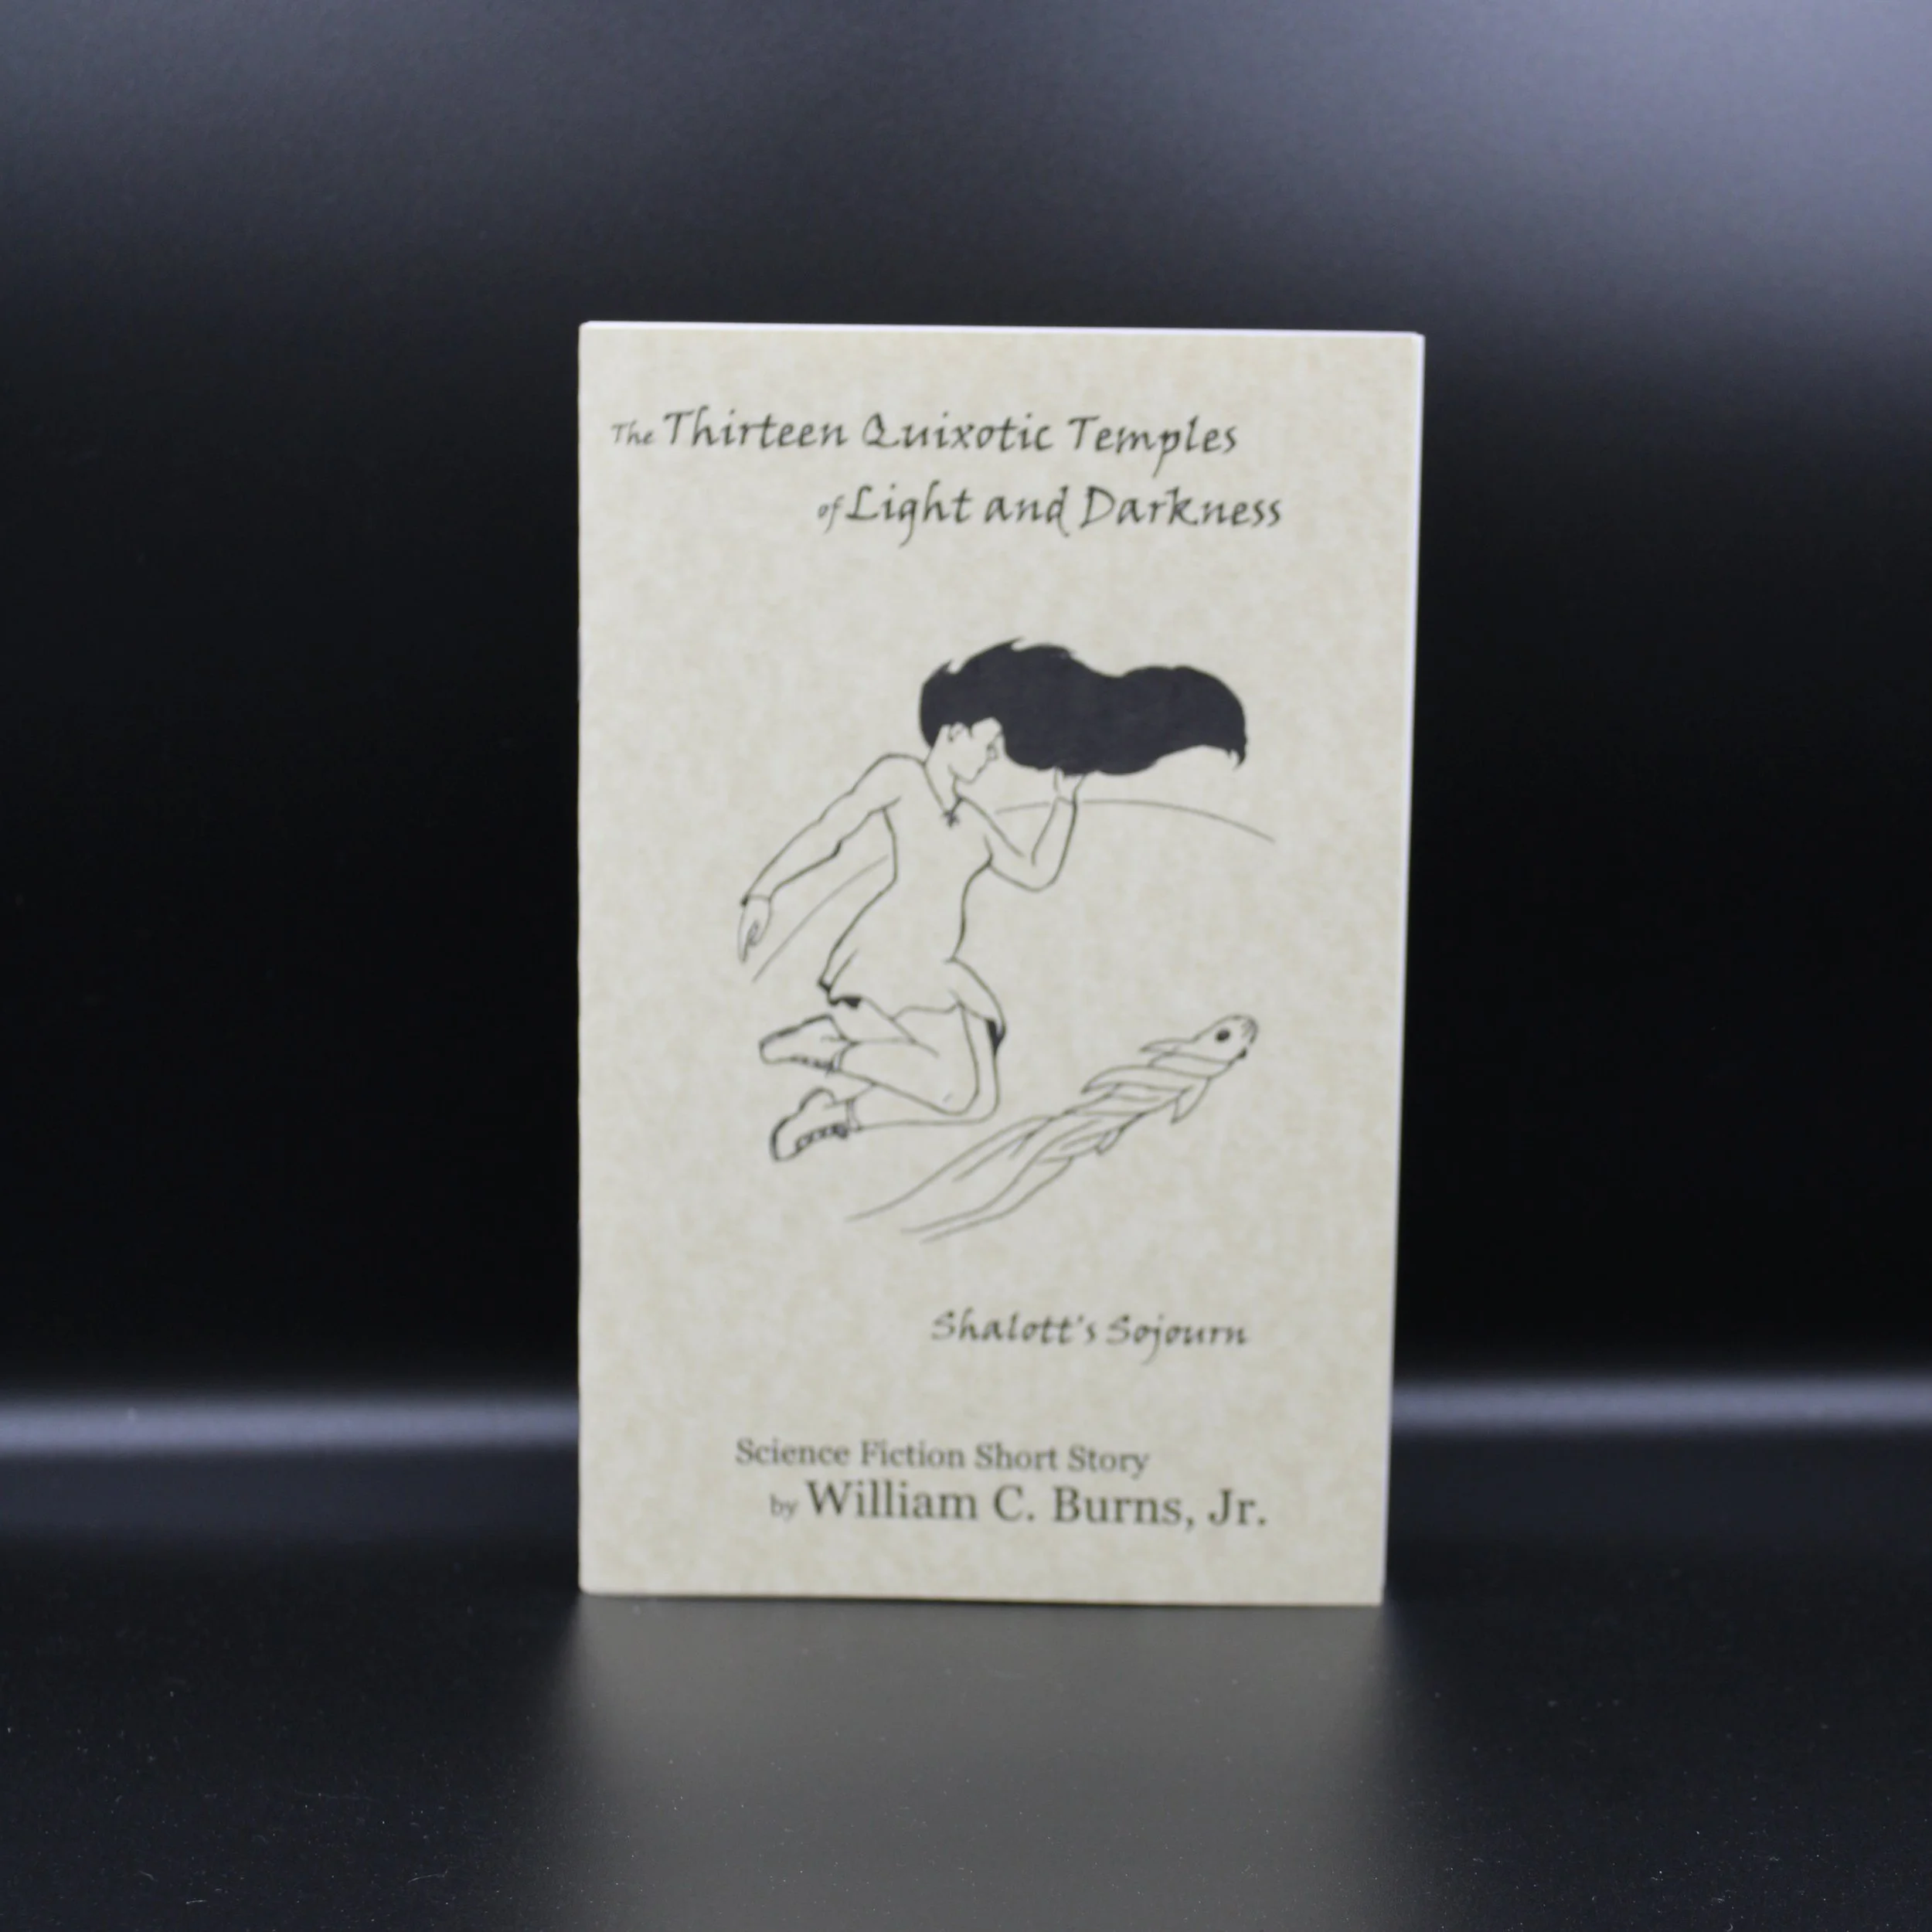 The Thirteen Quixotic Temples
of Light and Darkness
Shalott's Sojourn
Science Fiction Short Story
by William C. Burns, Jr.